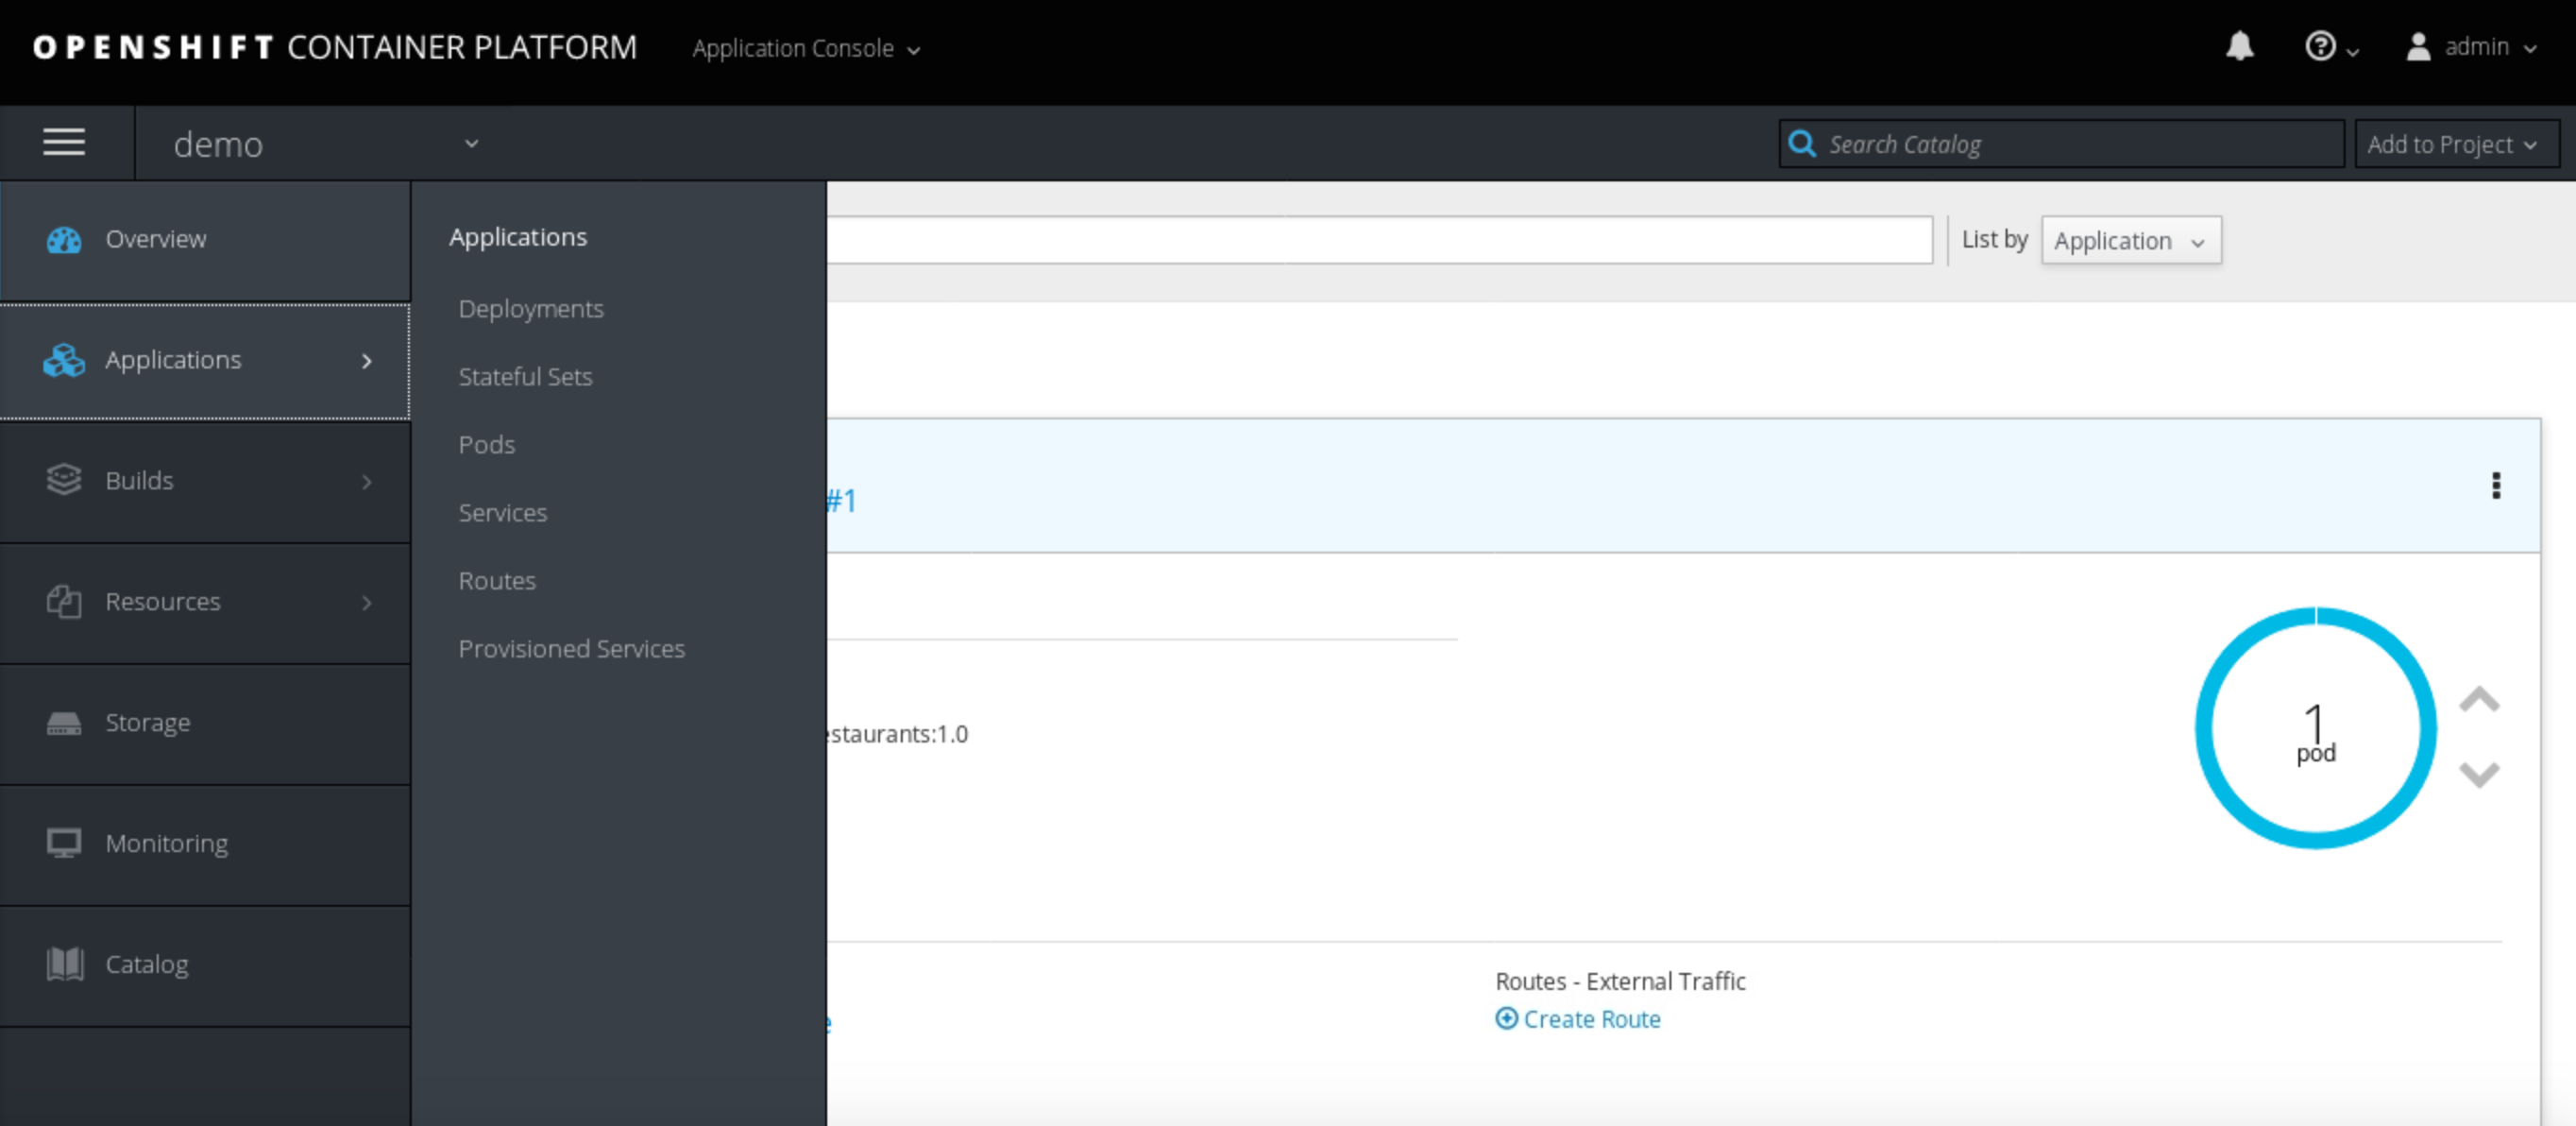 OPENSHIFT CONTAINER PLATFORM
Application Console
admin
demo
Search Catalog
Add to Project
Overview
Applications
Builds
Resources
Storage
Monitoring
Catalog
Applications
Deployments
Stateful Sets
Pods
Services
Routes
Provisioned Services
List by
Application
#1
staurants:1.0
1
pod
Routes - External Traffic
Create Route